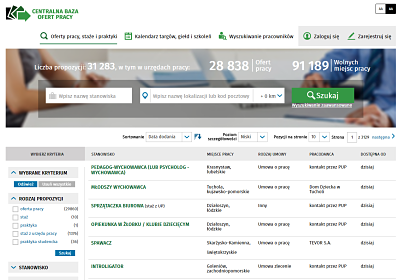 CENTRALNA BAZA
OFERT PRACY
Oferty pracy, staże i praktyki
Kalendarz targów, giełd i szkoleń
Wyszukiwanie pracowników
Zaloguj się
Zarejestruj się
Liczba propozycji 31 283, w tym w urzędach pracy: 28 838 Ofert pracy 91 189 Wolnych miejsc pracy
Wpisz nazwę stanowiska
Wpisz nazwę lokalizacji lub kod pocztowy
+ 0 km
Szukaj
Wyszukiwanie zaawansowane
Sortowanie Data dodania
Poziom szczegółowości Niski
Pozycji na stronie 10
Strona 1 z 3129 następna >
WYBIERZ KRYTERIA
STANOWISKO MIEJSCE PRACY RODZAJ UMOWY PRACODAWCA DOSTĘPNA OD
WYBRANE KRYTERIUM
Odśwież
Usuń wszystkie
RODZAJ PROPOZYCJI
oferta pracy
staż
praktyka
staż z urzędu pracy
praktyka studencka
Szukaj
STANOWISKO
PEDAGOG-WYCHOWAWCA (LUB PSYCHOLOG - WYCHOWAWCA) Krasnystaw, lubelskie Umowa o pracę kontakt przez PUP dzisiaj
MŁODSZY WYCHOWAWCA Tuchola, kujawsko-pomorskie Umowa o pracę Dom Dziecka w Tucholi dzisiaj
SPRZĄTACZKA BIUROWA (staż z UP) Działoszyn, łódzkie Inny kontakt przez PUP dzisiaj
OPIEKUNKA W ŻŁOBKU / KLUBIE DZIECIĘCYM Działoszyn, łódzkie Umowa o pracę kontakt przez PUP dzisiaj
SPAWACZ Skarżysko-Kamienna, świętokrzyskie Umowa o pracę TEVOR S.A. dzisiaj
INTROLIGATOR Goleniów, zachodniopomorskie Umowa zlecenie kontakt przez PUP dzisiaj